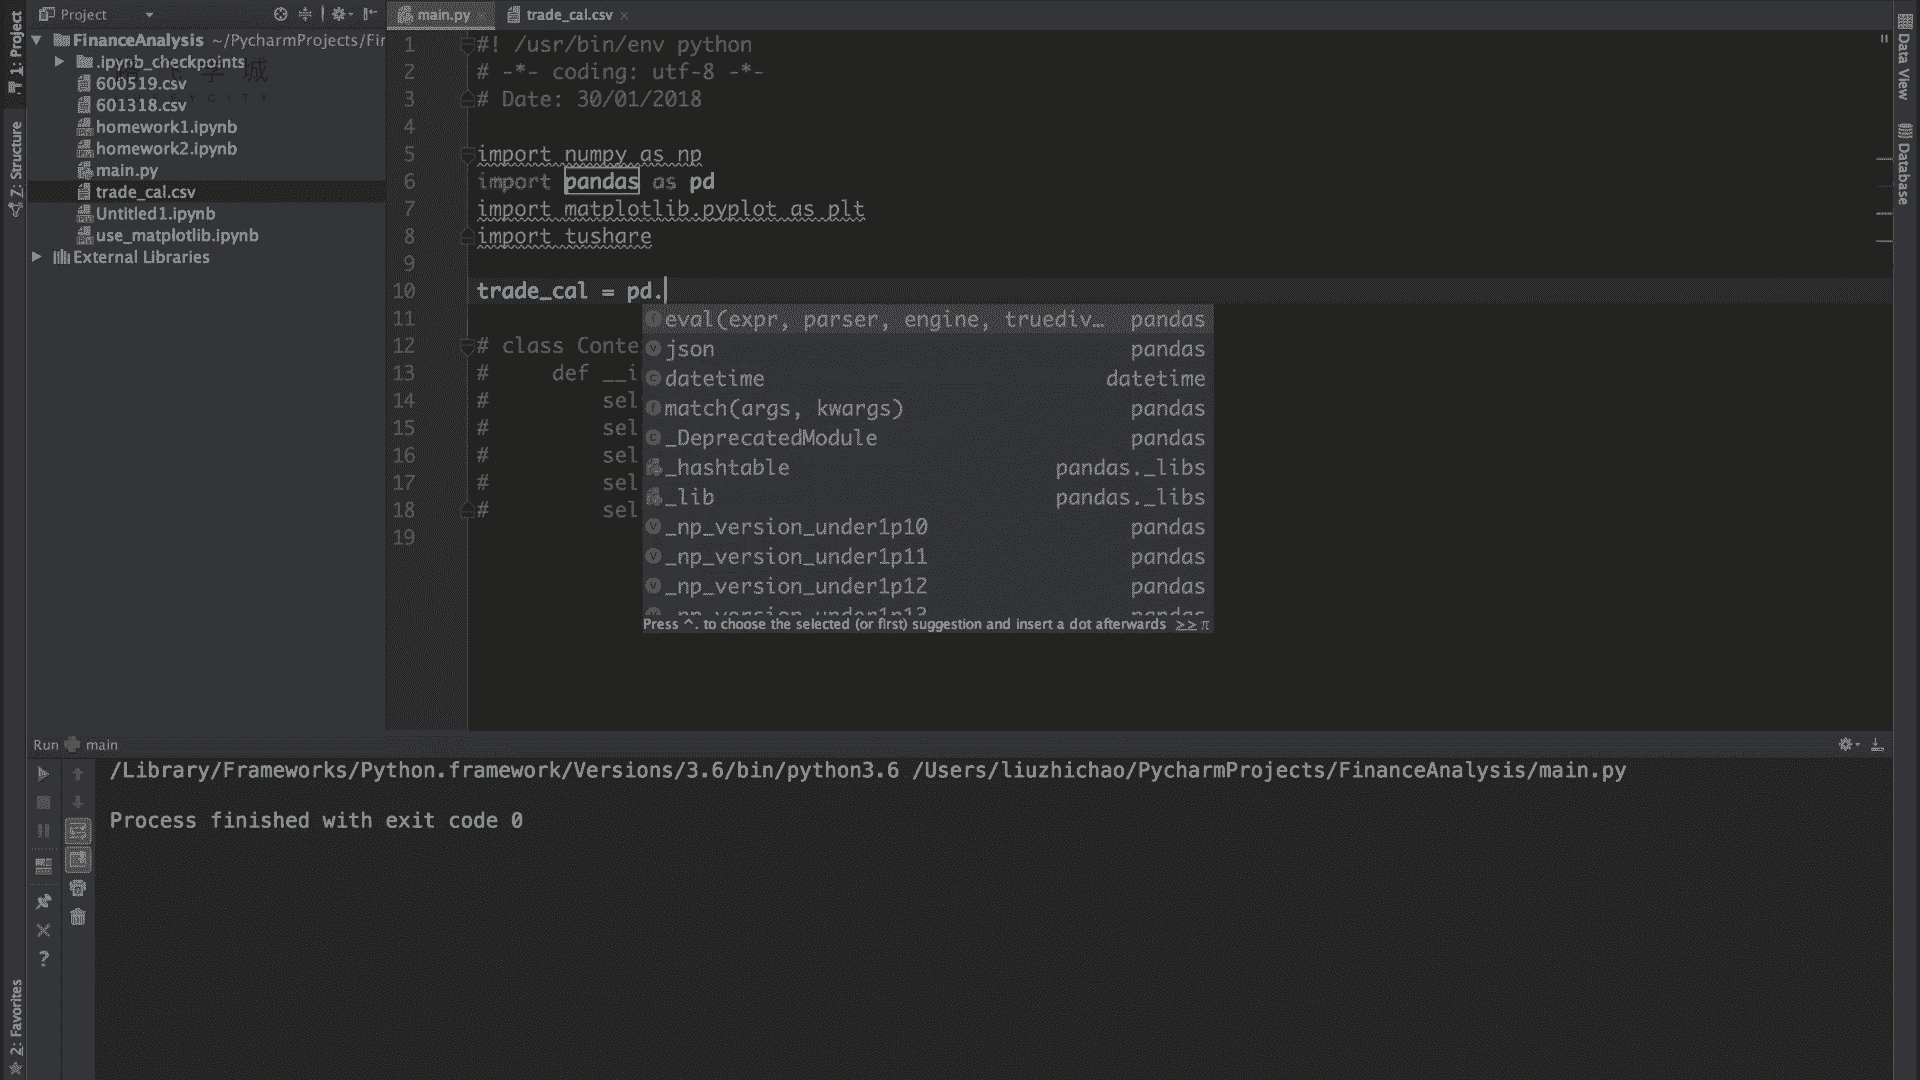 Project
main.py
trade_cal.csv
1: Project
FinanceAnalysis ~/PycharmProjects/Fir
.ipynb_checkpoints
600519.csv
601318.csv
homework1.ipynb
homework2.ipynb
main.py
trade_cal.csv
Untitled1.ipynb
use_matplotlib.ipynb
External Libraries
Z: Structure
2: Favorites
Data View
Database
1 #! /usr/bin/env python
2 # -*- coding: utf-8 -*-
3 # Date: 30/01/2018
4
5 import numpy as np
6 import pandas as pd
7 import matplotlib.pyplot as plt
8 import tushare
9
10 trade_cal = pd.
11
12 # class Conte
13 # def __i
14 # sel
15 # sel
16 # sel
17 # sel
18 # sel
19
eval(expr, parser, engine, truediv… pandas
json pandas
datetime datetime
match(args, kwargs) pandas
_DeprecatedModule pandas
_hashtable pandas._libs
_lib pandas._libs
_np_version_under1p10 pandas
_np_version_under1p11 pandas
_np_version_under1p12 pandas
_np_version_under1p13 pandas
Press ^. to choose the selected (or first) suggestion and insert a dot afterwards >> π
Run main
/Library/Frameworks/Python.framework/Versions/3.6/bin/python3.6 /Users/liuzhichao/PycharmProjects/FinanceAnalysis/main.py
Process finished with exit code 0